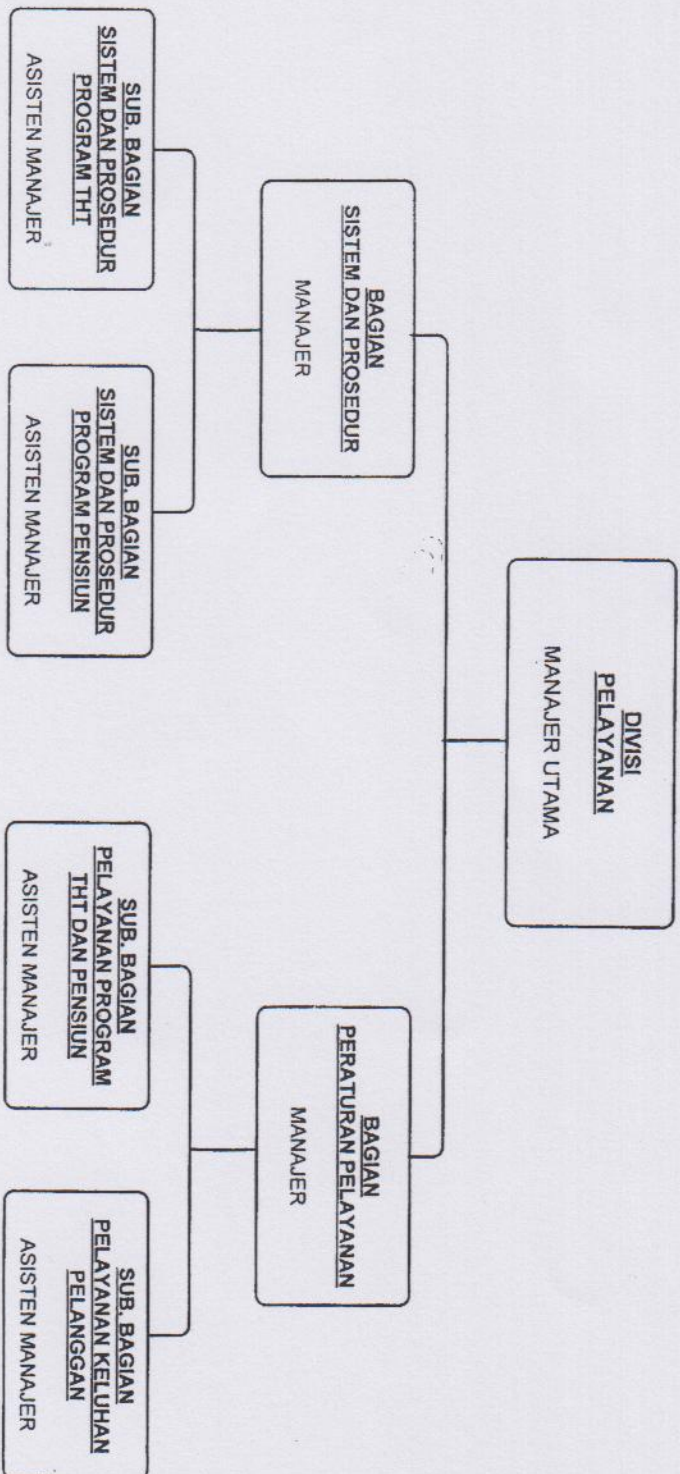 DIVISI
PELAYANAN
MANAJER UTAMA
BAGIAN
SISTEM DAN PROSEDUR
MANAJER
BAGIAN
PERATURAN PELAYANAN
MANAJER
SUB. BAGIAN
SISTEM DAN PROSEDUR
PROGRAM THT
ASISTEN MANAJER
SUB. BAGIAN
SISTEM DAN PROSEDUR
PROGRAM PENSIUN
ASISTEN MANAJER
SUB. BAGIAN
PELAYANAN PROGRAM
THT DAN PENSIUN
ASISTEN MANAJER
SUB. BAGIAN
PELAYANAN KELUHAN
PELANGGAN
ASISTEN MANAJER